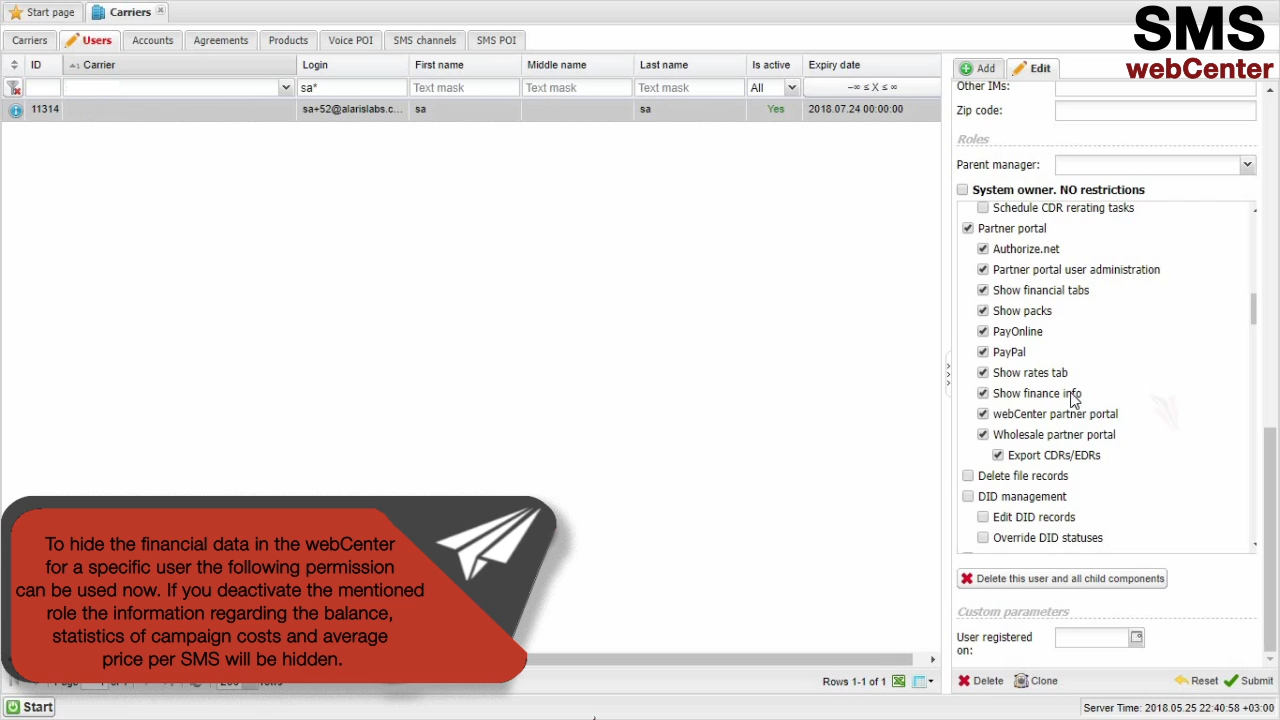 Start page
Carriers
SMS
webCenter
Carriers
Users
Accounts
Agreements
Products
Voice POI
SMS channels
SMS POI
ID
Carrier
Login
First name
Middle name
Last name
Is active
Expiry date
sa*
Text mask
Text mask
Text mask
All
-∞ ≤ X ≤ ∞
11314
sa+52@alarislabs.c...
sa
sa
Yes
2018.07.24 00:00:00
Add
Edit
Other IMs:
Zip code:
Roles
Parent manager:
System owner. NO restrictions
Schedule CDR rerating tasks
Partner portal
Authorize.net
Partner portal user administration
Show financial tabs
Show packs
PayOnline
PayPal
Show rates tab
Show finance info
webCenter partner portal
Wholesale partner portal
Export CDRs/EDRs
Delete file records
DID management
Edit DID records
Override DID statuses
Delete this user and all child components
Custom parameters
User registered
on:
Delete
Clone
Reset
Submit
To hide the financial data in the webCenter
for a specific user the following permission
can be used now. If you deactivate the mentioned
role the information regarding the balance,
statistics of campaign costs and average
price per SMS will be hidden.
Rows 1-1 of 1
Start
Server Time: 2018.05.25 22:40:58 +03:00